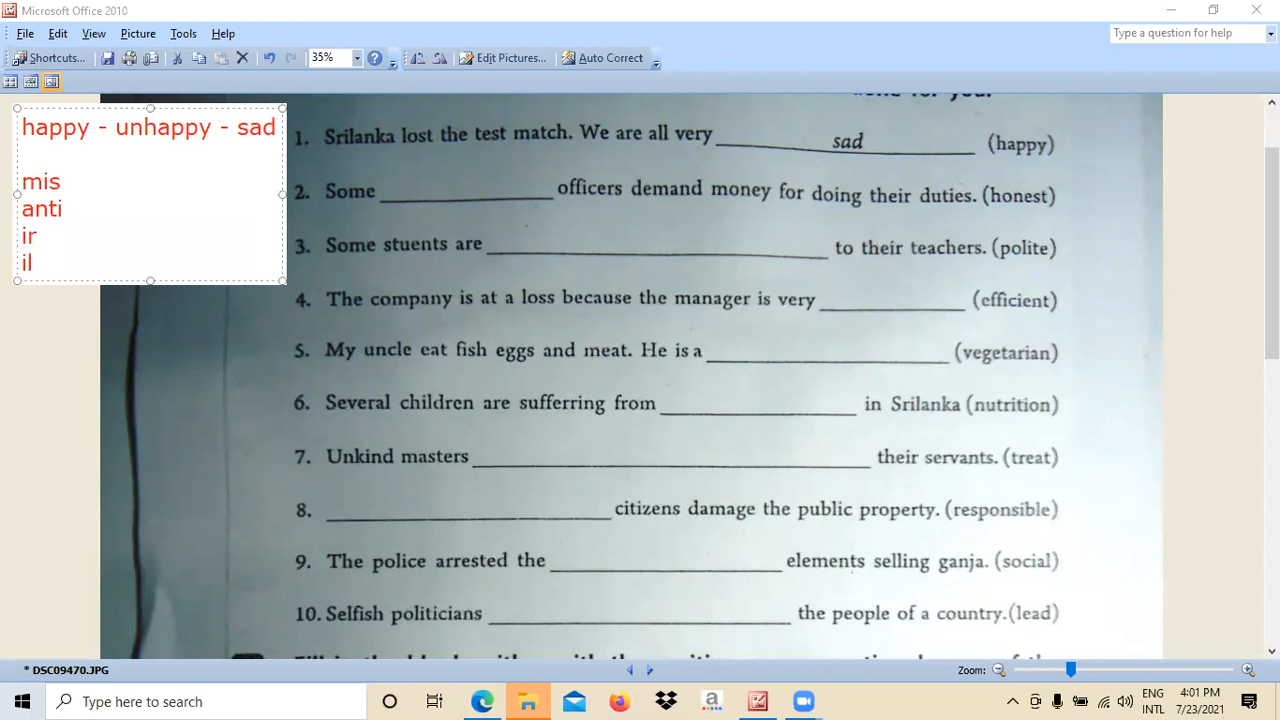 Microsoft Office 2010
File Edit View Picture Tools Help
Type a question for help
Shortcuts... 35% Edit Pictures... Auto Correct
happy - unhappy - sad
mis
anti
ir
il
done for you.
1. Srilanka lost the test match. We are all very sad (happy)
2. Some officers demand money for doing their duties. (honest)
3. Some stuents are to their teachers. (polite)
4. The company is at a loss because the manager is very (efficient)
5. My uncle eat fish eggs and meat. He is a (vegetarian)
6. Several children are suffering from in Srilanka (nutrition)
7. Unkind masters their servants. (treat)
8. citizens damage the public property. (responsible)
9. The police arrested the elements selling ganja. (social)
10. Selfish politicians the people of a country.(lead)
* DSC09470.JPG Zoom:
Type here to search
ENG 4:01 PM
INTL 7/23/2021